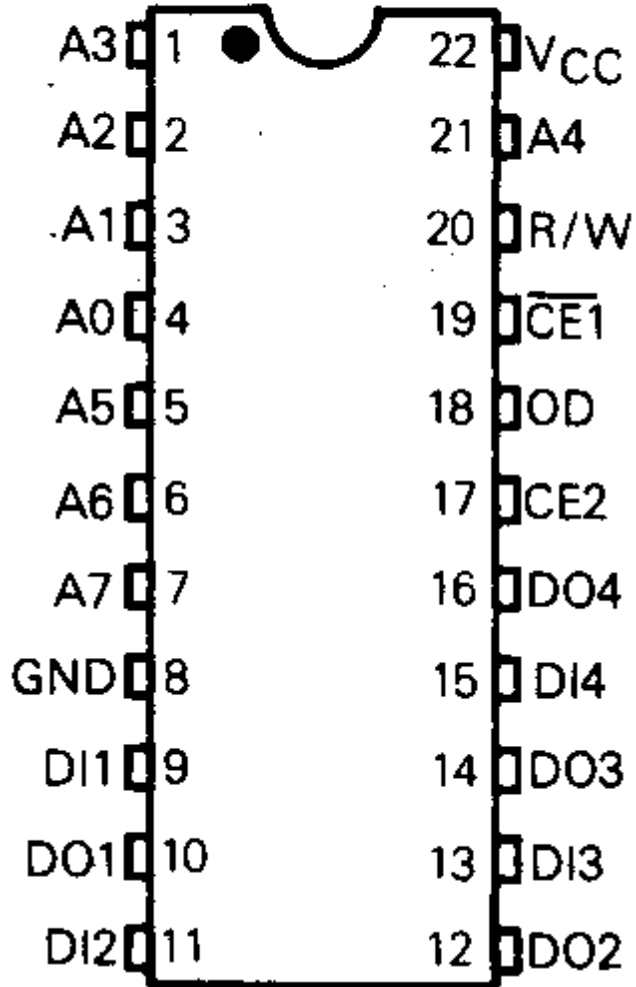 A3 1 22 VCC
A2 2 21 A4
A1 3 20 R/W
A0 4 19 C̅E̅1̅
A5 5 18 OD
A6 6 17 CE2
A7 7 16 DO4
GND 8 15 DI4
DI1 9 14 DO3
DO1 10 13 DI3
DI2 11 12 DO2